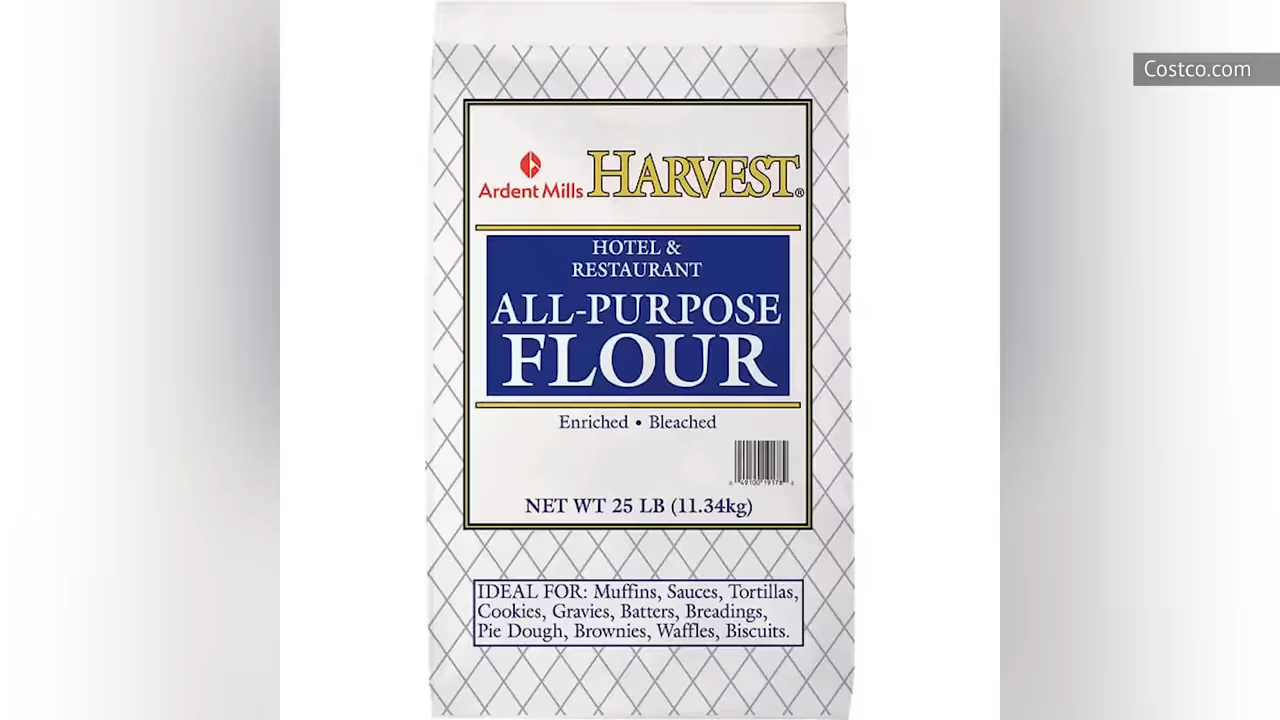 Costco.com
Ardent Mills HARVEST®
HOTEL &
RESTAURANT
ALL-PURPOSE
FLOUR
Enriched • Bleached
NET WT 25 LB (11.34kg)
IDEAL FOR: Muffins, Sauces, Tortillas,
Cookies, Gravies, Batters, Breadings,
Pie Dough, Brownies, Waffles, Biscuits.